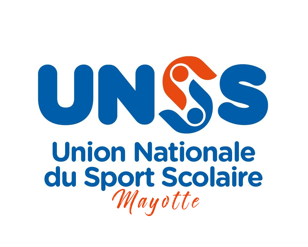 UNSS
Union Nationale
du Sport Scolaire
Mayotte